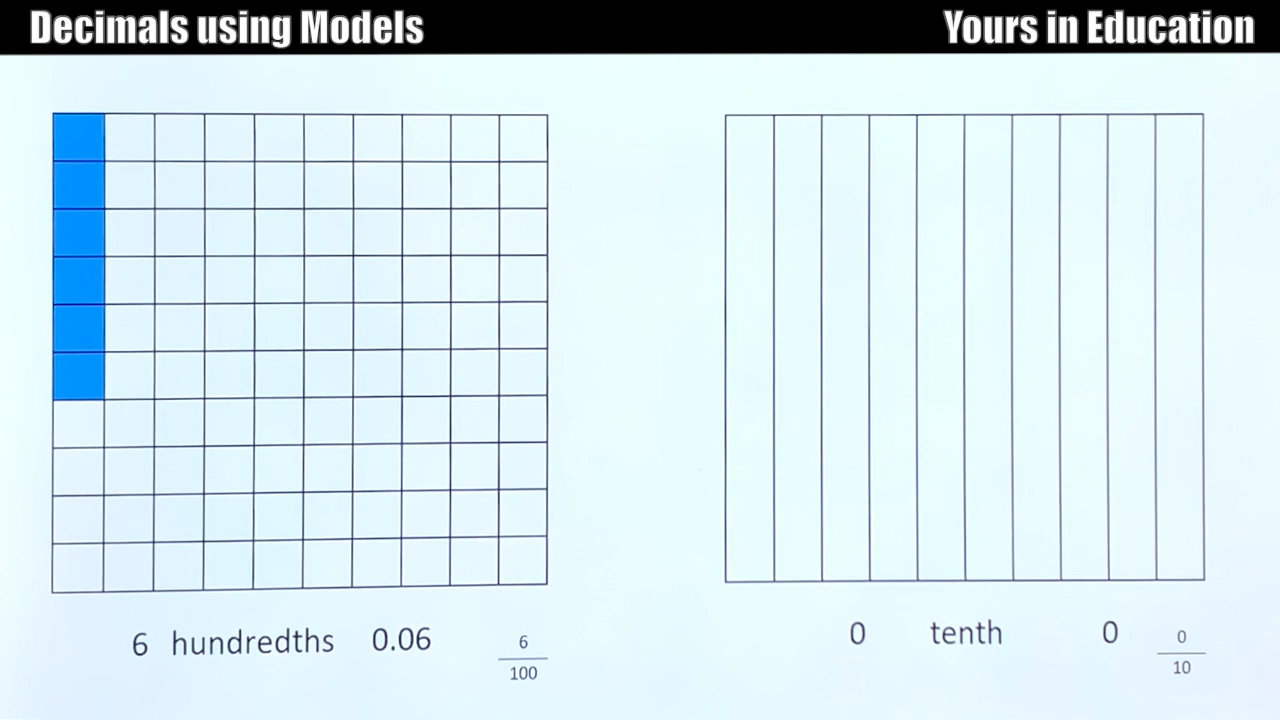 Decimals using Models
Yours in Education
6 hundredths 0.06 6/100
0 tenth 0 0/10